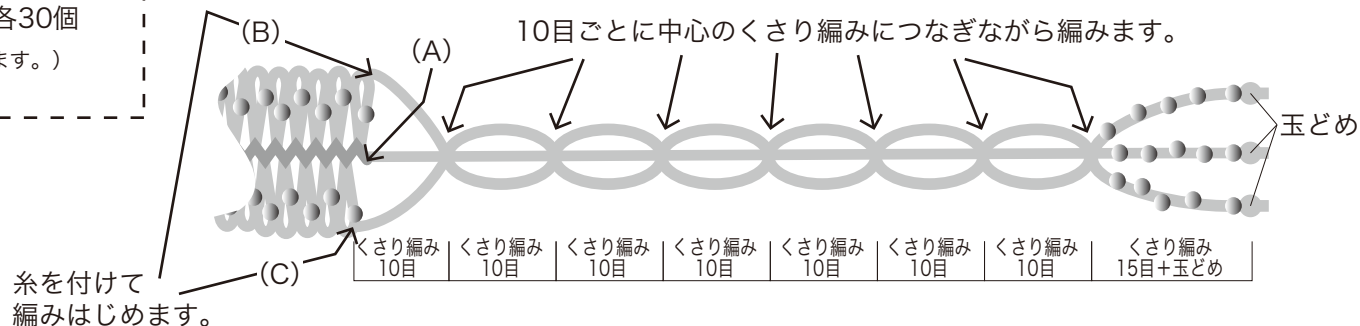 各30個
ます。）
(B)
(A)
10目ごとに中心のくさり編みにつなぎながら編みます。
玉どめ
(C)
糸を付けて
編みはじめます。
くさり編み
10目
くさり編み
10目
くさり編み
10目
くさり編み
10目
くさり編み
10目
くさり編み
10目
くさり編み
10目
くさり編み
15目＋玉どめ